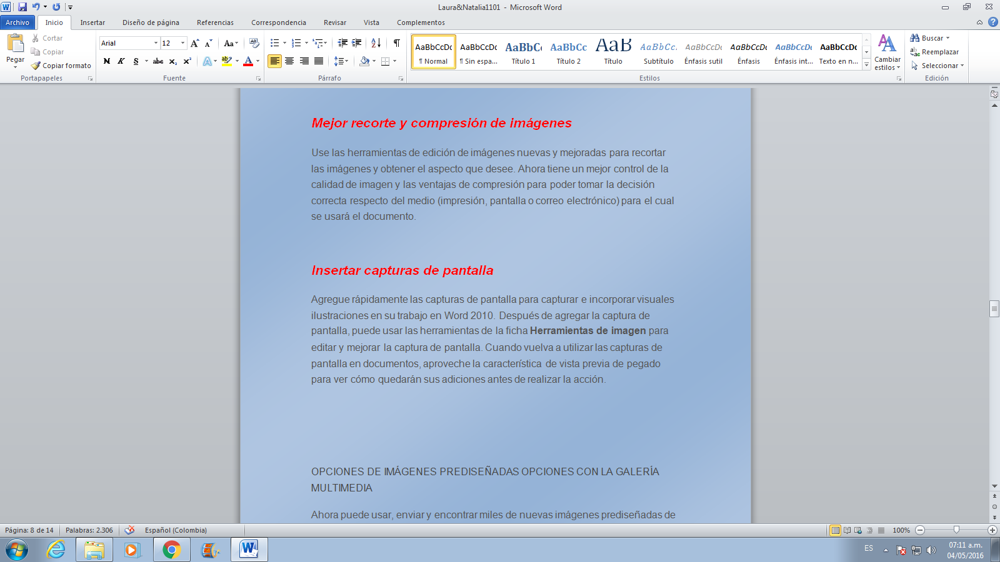 Laura&Natalia1101 - Microsoft Word
Archivo Inicio Insertar Diseño de página Referencias Correspondencia Revisar Vista Complementos
Pegar
Cortar
Copiar
Copiar formato
Portapapeles
Arial 12
N K S abc x₂ x²
Fuente
Párrafo
AaBbCcDc AaBbCcDc AaBbC AaBbCc AaB AaBbCc. AaBbCcDc AaBbCcDc AaBbCcDc AaBbCcDc
¶ Normal ¶ Sin espa... Título 1 Título 2 Título Subtítulo Énfasis sutil Énfasis Énfasis int... Texto en n...
Cambiar estilos
Estilos
Buscar
Reemplazar
Seleccionar
Edición
Mejor recorte y compresión de imágenes
Use las herramientas de edición de imágenes nuevas y mejoradas para recortar
las imágenes y obtener el aspecto que desee. Ahora tiene un mejor control de la
calidad de imagen y las ventajas de compresión para poder tomar la decisión
correcta respecto del medio (impresión, pantalla o correo electrónico) para el cual
se usará el documento.
Insertar capturas de pantalla
Agregue rápidamente las capturas de pantalla para capturar e incorporar visuales
ilustraciones en su trabajo en Word 2010. Después de agregar la captura de
pantalla, puede usar las herramientas de la ficha Herramientas de imagen para
editar y mejorar la captura de pantalla. Cuando vuelva a utilizar las capturas de
pantalla en documentos, aproveche la característica de vista previa de pegado
para ver cómo quedarán sus adiciones antes de realizar la acción.
OPCIONES DE IMÁGENES PREDISEÑADAS OPCIONES CON LA GALERÍA
MULTIMEDIA
Ahora puede usar, enviar y encontrar miles de nuevas imágenes prediseñadas de
Página: 8 de 14 Palabras: 2.306 Español (Colombia) 100%
ES 07:11 a.m.
04/05/2016